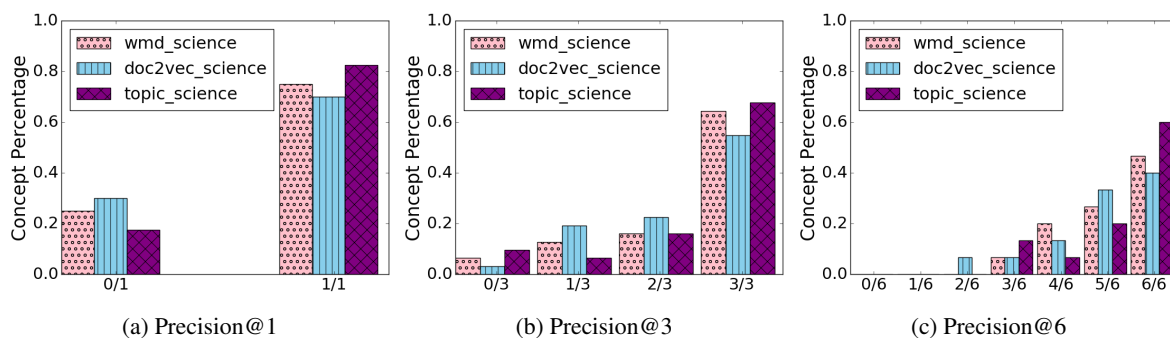 1.0
0.8
0.6
0.4
0.2
0.0
Concept Percentage
wmd_science
doc2vec_science
topic_science
0/1
1/1
(a) Precision@1
1.0
0.8
0.6
0.4
0.2
0.0
Concept Percentage
wmd_science
doc2vec_science
topic_science
0/3
1/3
2/3
3/3
(b) Precision@3
1.0
0.8
0.6
0.4
0.2
0.0
Concept Percentage
wmd_science
doc2vec_science
topic_science
0/6
1/6
2/6
3/6
4/6
5/6
6/6
(c) Precision@6